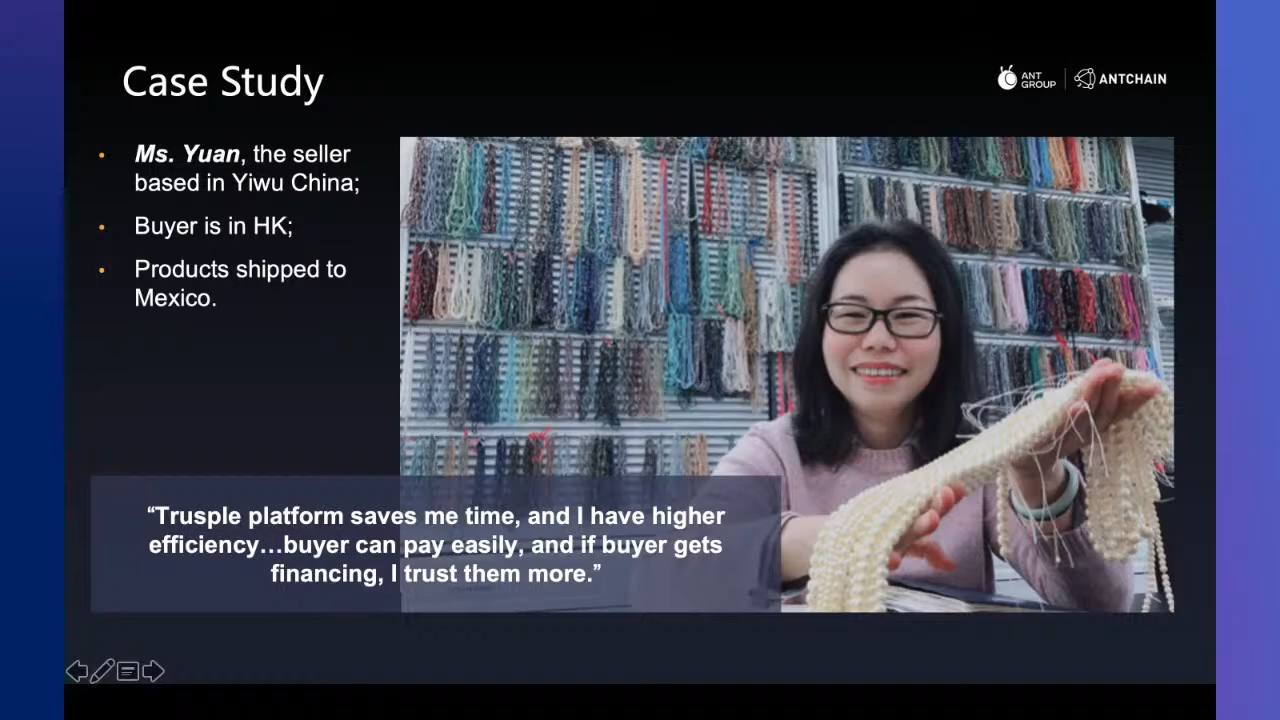 Case Study
ANT
GROUP
ANTCHAIN
• Ms. Yuan, the seller
based in Yiwu China;
• Buyer is in HK;
• Products shipped to
Mexico.
“Trusple platform saves me time, and I have higher
efficiency…buyer can pay easily, and if buyer gets
financing, I trust them more.”